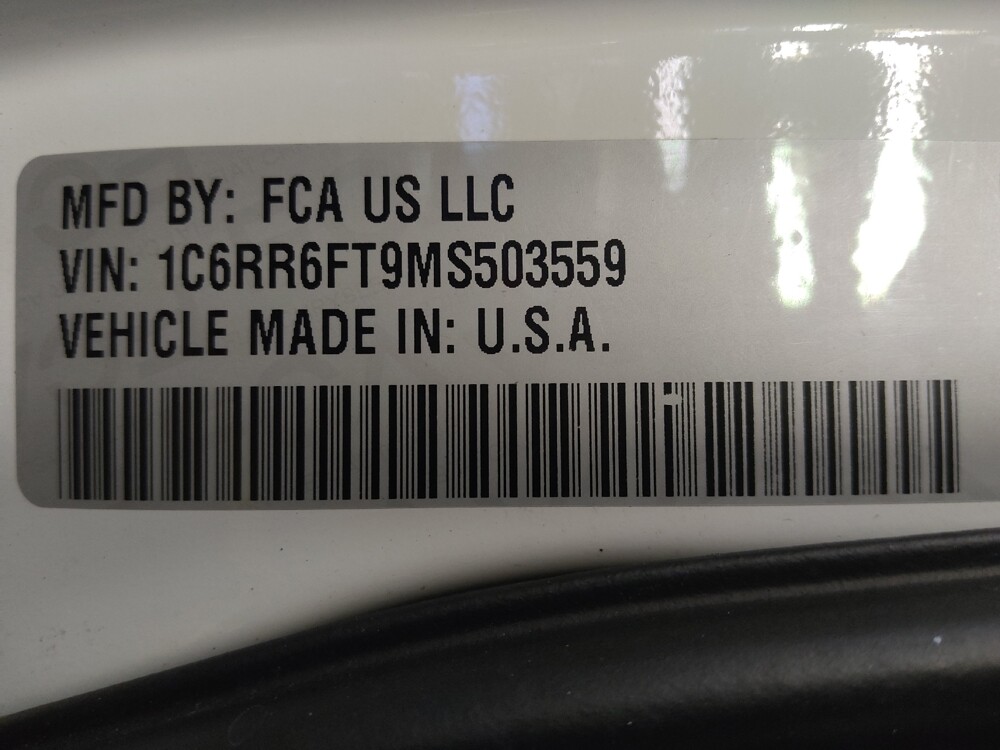 MFD BY: FCA US LLC
VIN: 1C6RR6FT9MS503559
VEHICLE MADE IN: U.S.A.